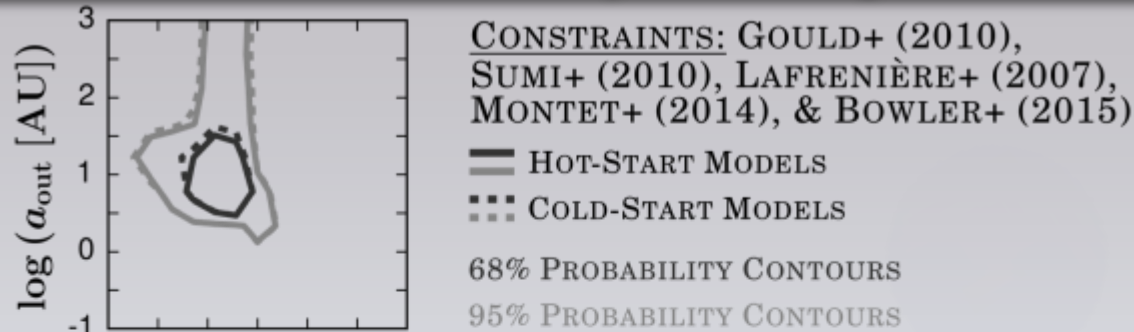 3
2
1
0
-1
log (a_out [AU])
CONSTRAINTS: GOULD+ (2010),
SUMI+ (2010), LAFRENIÈRE+ (2007),
MONTET+ (2014), & BOWLER+ (2015)
HOT-START MODELS
COLD-START MODELS
68% PROBABILITY CONTOURS
95% PROBABILITY CONTOURS